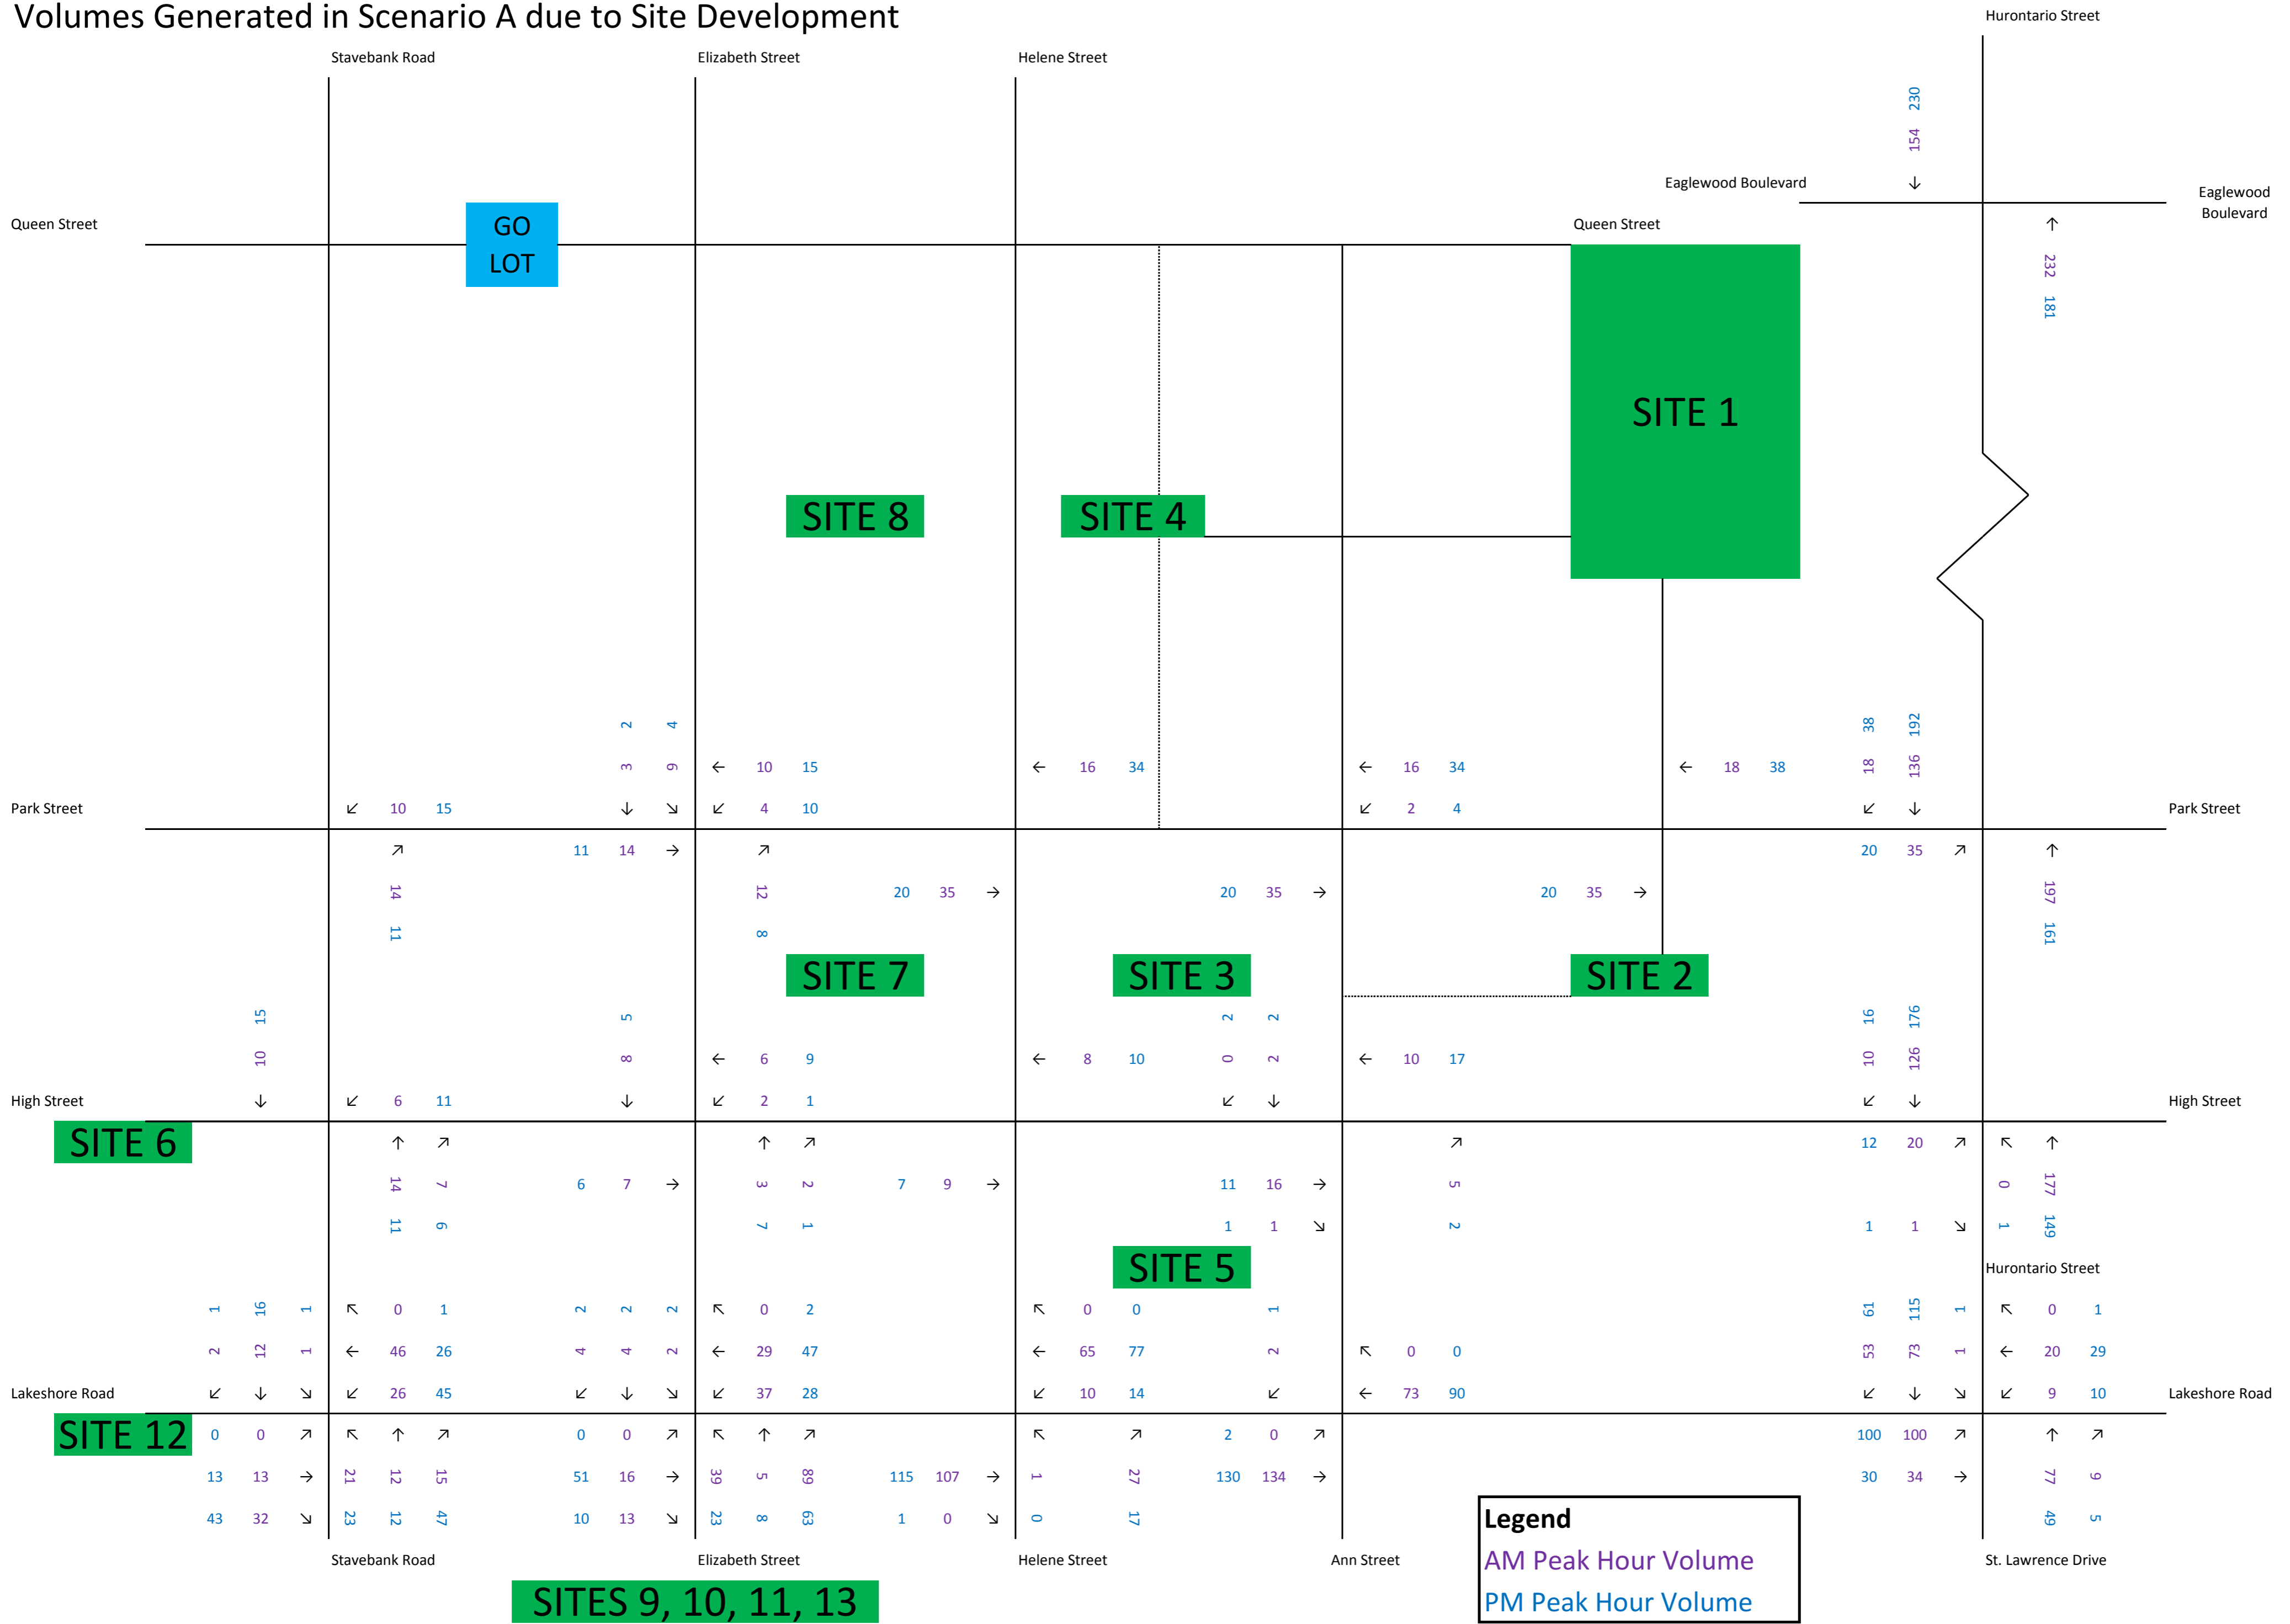 Volumes Generated in Scenario A due to Site Development
Hurontario Street
Stavebank Road Elizabeth Street Helene Street
230
154
Eaglewood Boulevard ↓ Eaglewood
Boulevard
Queen Street GO Queen Street ↑
LOT
232
181
SITE 1
SITE 8 SITE 4
2 4 38 192
3 9 ← 10 15 ← 16 34 ← 16 34 ← 18 38 18 136
Park Street ↙ 10 15 ↓ ↘ ↙ 4 10 ↙ 2 4 ↙ ↓ Park Street
↗ 11 14 → ↗ 20 35 ↗ ↑
14 12 20 35 → 20 35 → 20 35 → 197
11 8 161
SITE 7 SITE 3 SITE 2
15 5 2 2 16 176
10 8 ← 6 9 ← 8 10 0 2 ← 10 17 10 126
High Street ↓ ↙ 6 11 ↓ ↙ 2 1 ↙ ↓ ↙ ↓ High Street
SITE 6 ↑ ↗ ↑ ↗ ↗ 12 20 ↗ ↖ ↑
14 7 6 7 → 3 2 7 9 → 11 16 → 5 0 177
11 9 7 1 1 1 ↘ 2 1 1 ↘ 1 149
SITE 5 Hurontario Street
1 16 1 ↖ 0 1 2 2 2 ↖ 0 2 ↖ 0 0 1 61 115 1 ↖ 0 1
2 12 1 ← 46 26 4 4 2 ← 29 47 ← 65 77 2 ↖ 0 0 53 73 1 ← 20 29
Lakeshore Road ↙ ↓ ↘ ↙ 26 45 ↙ ↓ ↘ ↙ 37 28 ↙ 10 14 ↙ ← 73 90 ↙ ↓ ↘ ↙ 9 10 Lakeshore Road
SITE 12 0 0 ↗ ↖ ↑ ↗ 0 0 ↗ ↖ ↑ ↗ ↖ ↗ 2 0 ↗ 100 100 ↗ ↑ ↗
13 13 → 21 12 15 51 16 → 39 5 89 115 107 → 1 27 130 134 → 30 34 → 77 9
43 32 ↘ 23 12 47 10 13 ↘ 23 8 63 1 0 ↘ 0 17 49 5
Legend
Stavebank Road Elizabeth Street Helene Street Ann Street AM Peak Hour Volume St. Lawrence Drive
SITES 9, 10, 11, 13 PM Peak Hour Volume